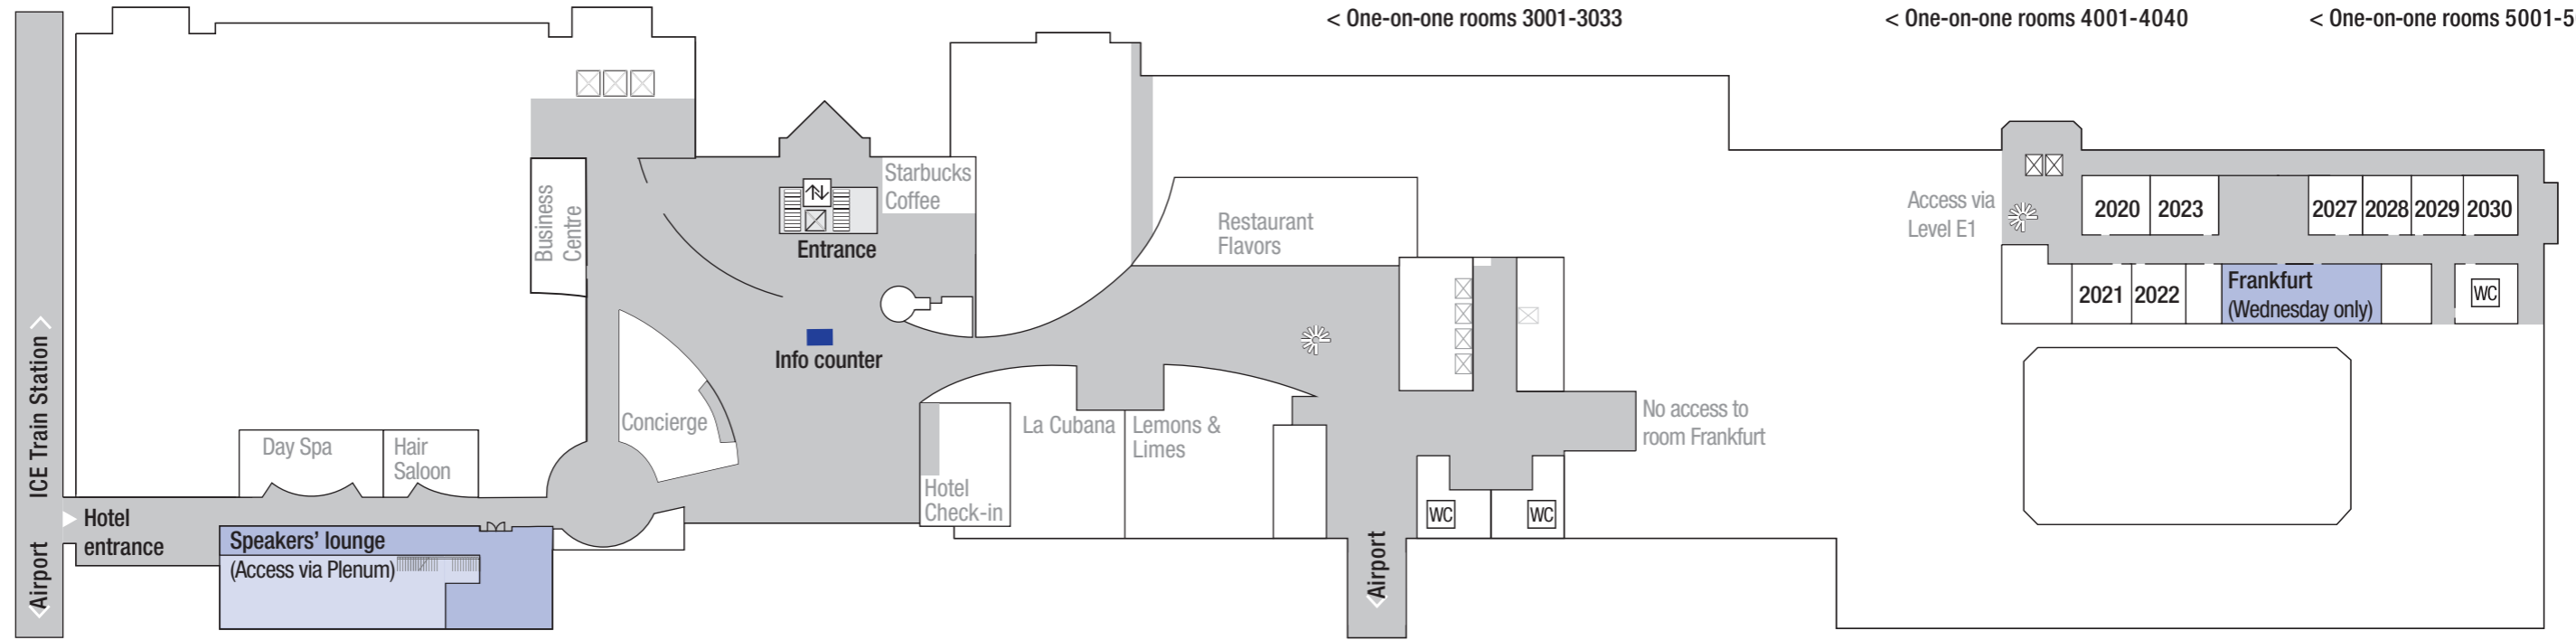 < One-on-one rooms 3001-3033
< One-on-one rooms 4001-4040
< One-on-one rooms 5001-5
ICE Train Station
Airport
Business
Centre
Starbucks
Coffee
Entrance
Info counter
Concierge
Restaurant
Flavors
Day Spa
Hair
Saloon
Hotel
entrance
Speakers’ lounge
(Access via Plenum)
Hotel
Check-in
La Cubana
Lemons &
Limes
No access to
room Frankfurt
WC
WC
Airport
Access via
Level E1
2020
2023
2027
2028
2029
2030
2021
2022
Frankfurt
(Wednesday only)
WC